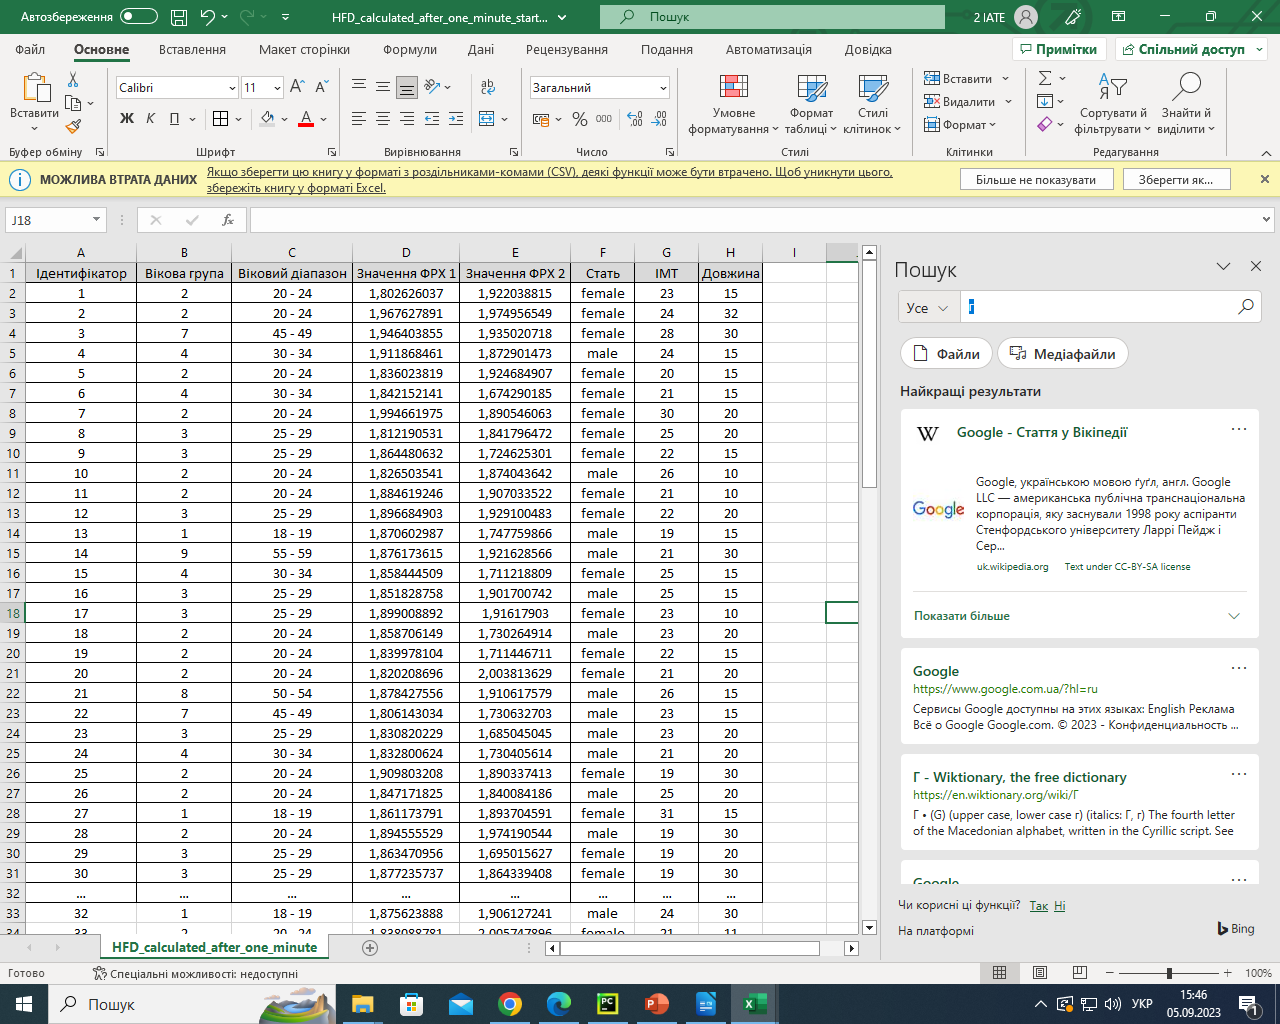 Автозбереження
HFD_calculated_after_one_minute_start...
Пошук
2 ІАТЕ
Файл Основне Вставлення Макет сторінки Формули Дані Рецензування Подання Автоматизація Довідка
Примітки Спільний доступ
Вставити
Calibri 11
Ж К П
Загальний
000
Умовне форматування
Формат таблиці
Стилі клітинок
Вставити
Видалити
Формат
Сортувати й фільтрувати
Знайти й виділити
Буфер обміну Шрифт Вирівнювання Число Стилі Клітинки Редагування
МОЖЛИВА ВТРАТА ДАНИХ
Якщо зберегти цю книгу у форматі з роздільниками-комами (CSV), деякі функції може бути втрачено. Щоб уникнути цього,
збережіть книгу у форматі Excel.
Більше не показувати
Зберегти як...
J18
fx
A B C D E F G H I
1 Ідентифікатор Вікова група Віковий діапазон Значення ФРХ 1 Значення ФРХ 2 Стать ІМТ Довжина
2 1 2 20 - 24 1,802626037 1,922038815 female 23 15
3 2 2 20 - 24 1,967627891 1,974956549 female 24 32
4 3 7 45 - 49 1,946403855 1,935020718 female 28 30
5 4 4 30 - 34 1,911868461 1,872901473 male 24 15
6 5 2 20 - 24 1,836023819 1,924684907 female 20 15
7 6 4 30 - 34 1,842152141 1,674290185 female 21 15
8 7 2 20 - 24 1,994661975 1,890546063 female 30 20
9 8 3 25 - 29 1,812190531 1,841796472 female 25 20
10 9 3 25 - 29 1,864480632 1,724625301 female 22 15
11 10 2 20 - 24 1,826503541 1,874043642 male 26 10
12 11 2 20 - 24 1,884619246 1,907033522 female 21 10
13 12 3 25 - 29 1,896684903 1,929100483 female 22 20
14 13 1 18 - 19 1,870602987 1,747759866 male 19 15
15 14 9 55 - 59 1,876173615 1,921628566 male 21 30
16 15 4 30 - 34 1,858444509 1,711218809 female 25 15
17 16 3 25 - 29 1,851828758 1,901700742 male 25 15
18 17 3 25 - 29 1,899008892 1,91617903 female 23 10
19 18 2 20 - 24 1,858706149 1,730264914 male 23 20
20 19 2 20 - 24 1,839978104 1,711446711 female 22 15
21 20 2 20 - 24 1,820208696 2,003813629 female 21 20
22 21 8 50 - 54 1,878427556 1,910617579 male 26 15
23 22 7 45 - 49 1,806143034 1,730632703 male 23 15
24 23 3 25 - 29 1,830820229 1,685045045 male 23 20
25 24 4 30 - 34 1,832800624 1,730405614 male 21 20
26 25 2 20 - 24 1,909803208 1,890337413 female 19 30
27 26 2 20 - 24 1,847171825 1,840084186 male 25 20
28 27 1 18 - 19 1,861173791 1,893704591 female 31 15
29 28 2 20 - 24 1,894555529 1,974190544 male 19 30
30 29 3 25 - 29 1,863470956 1,695015627 female 19 20
31 30 3 25 - 29 1,877235737 1,864339408 female 19 30
32 ... ... ... ... ... ... ... ...
33 32 1 18 - 19 1,875623888 1,906127241 male 24 30
34 33 2 20 - 24 1,838088781 2,005747896 female 21 11
HFD_calculated_after_one_minute
Готово
Спеціальні можливості: недоступні
100%
Пошук
Усе
г
Файли Медіафайли
Найкращі результати
W Google - Стаття у Вікіпедії
Google
Google, українською мовою ґуґл, англ. Google
LLC — американська публічна транснаціональна
корпорація, яку заснували 1998 року аспіранти
Стенфордського університету Ларрі Пейдж і
Сер...
uk.wikipedia.org Text under CC-BY-SA license
Показати більше
Google
https://www.google.com.ua/?hl=ru
Сервисы Google доступны на этих языках: English Реклама
Всё о Google Google.com. © 2023 - Конфиденциальность ...
Г - Wiktionary, the free dictionary
https://en.wiktionary.org/wiki/Г
Г • (G) (upper case, lower case г) (italics: Г, г) The fourth letter
of the Macedonian alphabet, written in the Cyrillic script. See
Google
Чи корисні ці функції? Так Ні
На платформі
Bing
Пошук
УКР
15:46
05.09.2023
1